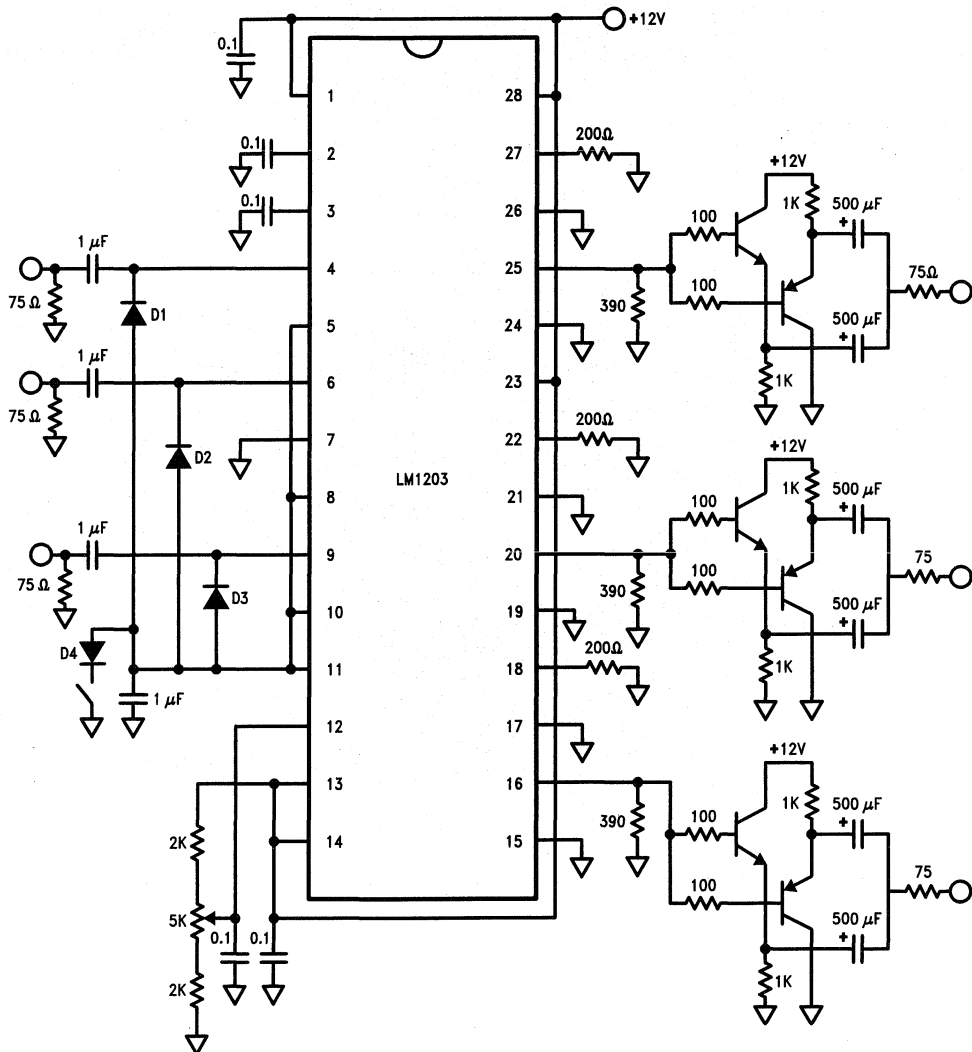 +12V
0.1
1
28
200Ω
0.1
2
27
+12V
1K
500 µF
+
0.1
3
26
100
1 µF
4
25
75Ω
75 Ω
D1
390
100
5
24
500 µF
+
1 µF
6
23
1K
75 Ω
200Ω
7
22
+12V
D2
LM1203
1K
500 µF
+
8
21
100
1 µF
9
20
75
75 Ω
D3
390
100
10
19
500 µF
+
D4
200Ω
11
18
1K
1 µF
12
17
+12V
13
16
1K
500 µF
+
2K
14
15
390
100
75
5K
100
0.1
0.1
500 µF
+
2K
1K